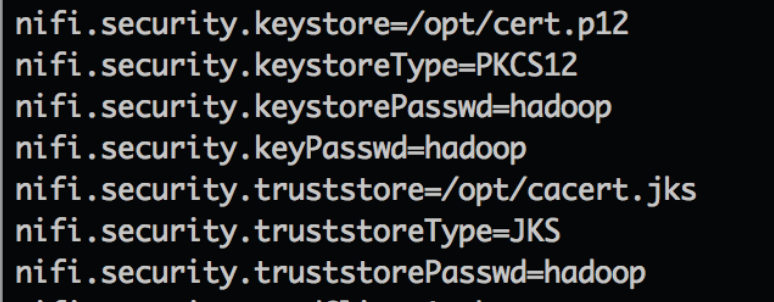 nifi.security.keystore=/opt/cert.p12
nifi.security.keystoreType=PKCS12
nifi.security.keystorePasswd=hadoop
nifi.security.keyPasswd=hadoop
nifi.security.truststore=/opt/cacert.jks
nifi.security.truststoreType=JKS
nifi.security.truststorePasswd=hadoop